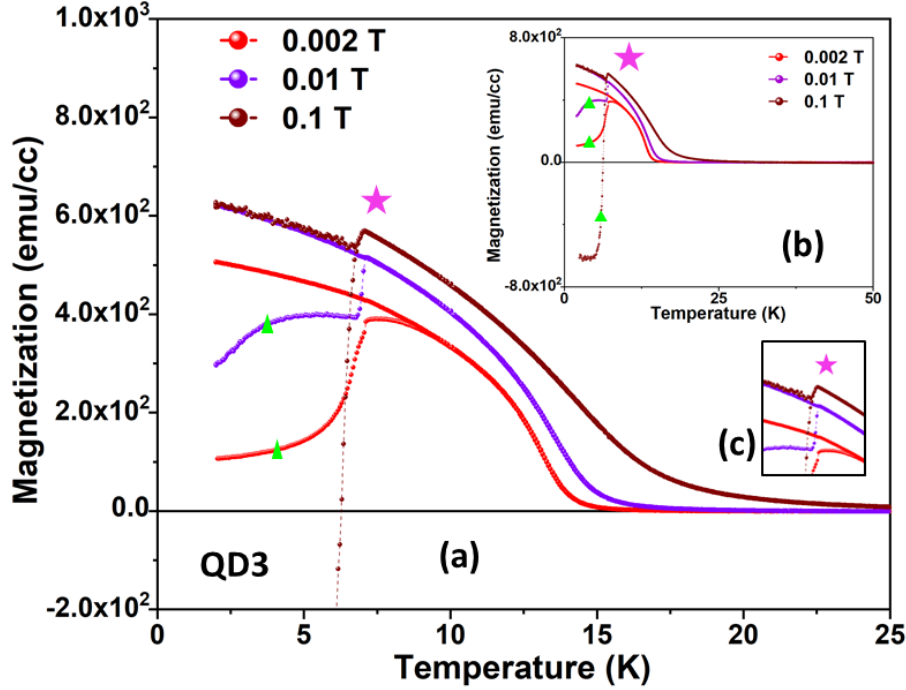 1.0x10³
8.0x10²
6.0x10²
4.0x10²
2.0x10²
0.0
-2.0x10²
Magnetization (emu/cc)
0.002 T
0.01 T
0.1 T
QD3
(a)
0
5
10
15
20
25
Temperature (K)
8.0x10²
0.0
-8.0x10²
Magnetization (emu/cc)
0.002 T
0.01 T
0.1 T
(b)
0
25
50
Temperature (K)
(c)